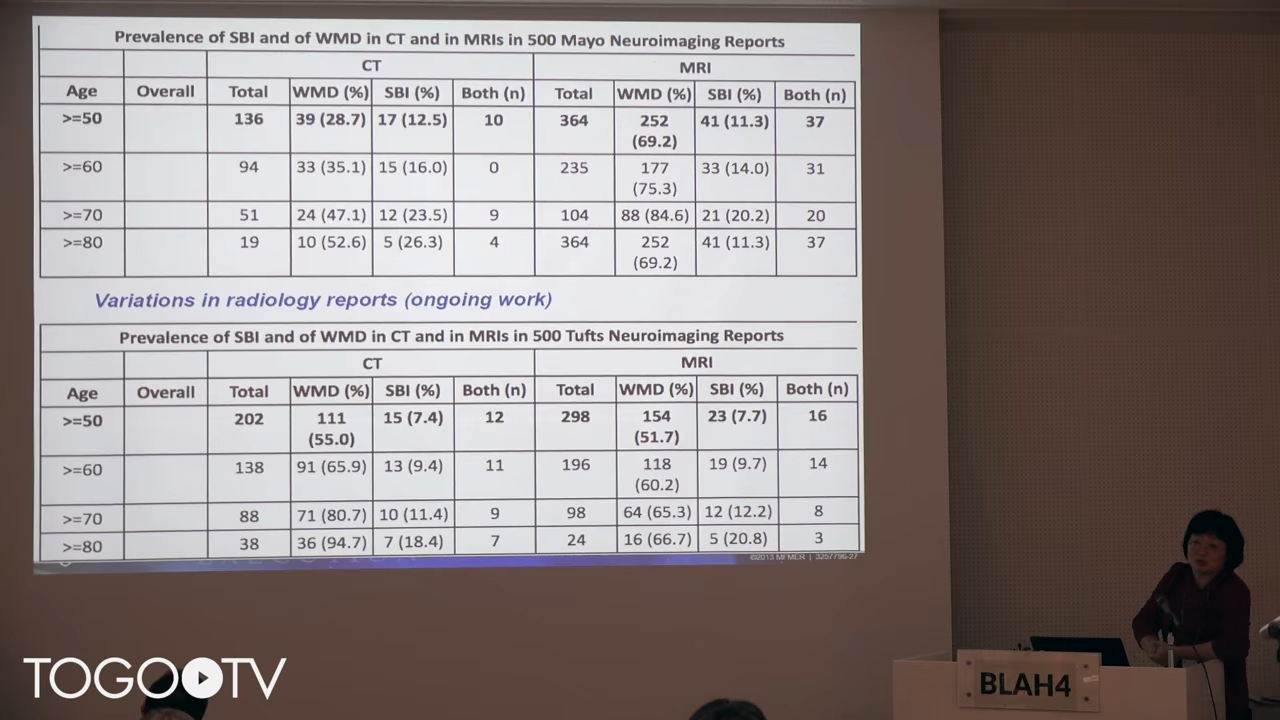 Prevalence of SBI and of WMD in CT and in MRIs in 500 Mayo Neuroimaging Reports
CT MRI
Age Overall Total WMD (%) SBI (%) Both (n) Total WMD (%) SBI (%) Both (n)
>=50 136 39 (28.7) 17 (12.5) 10 364 252 (69.2) 41 (11.3) 37
>=60 94 33 (35.1) 15 (16.0) 0 235 177 (75.3) 33 (14.0) 31
>=70 51 24 (47.1) 12 (23.5) 9 104 88 (84.6) 21 (20.2) 20
>=80 19 10 (52.6) 5 (26.3) 4 364 252 (69.2) 41 (11.3) 37
Variations in radiology reports (ongoing work)
Prevalence of SBI and of WMD in CT and in MRIs in 500 Tufts Neuroimaging Reports
CT MRI
Age Overall Total WMD (%) SBI (%) Both (n) Total WMD (%) SBI (%) Both (n)
>=50 202 111 (55.0) 15 (7.4) 12 298 154 (51.7) 23 (7.7) 16
>=60 138 91 (65.9) 13 (9.4) 11 196 118 (60.2) 19 (9.7) 14
>=70 88 71 (80.7) 10 (11.4) 9 98 64 (65.3) 12 (12.2) 8
>=80 38 36 (94.7) 7 (18.4) 7 24 16 (66.7) 5 (20.8) 3
©2013 MFMER | 3257796-27
TOGO TV
BLAH4